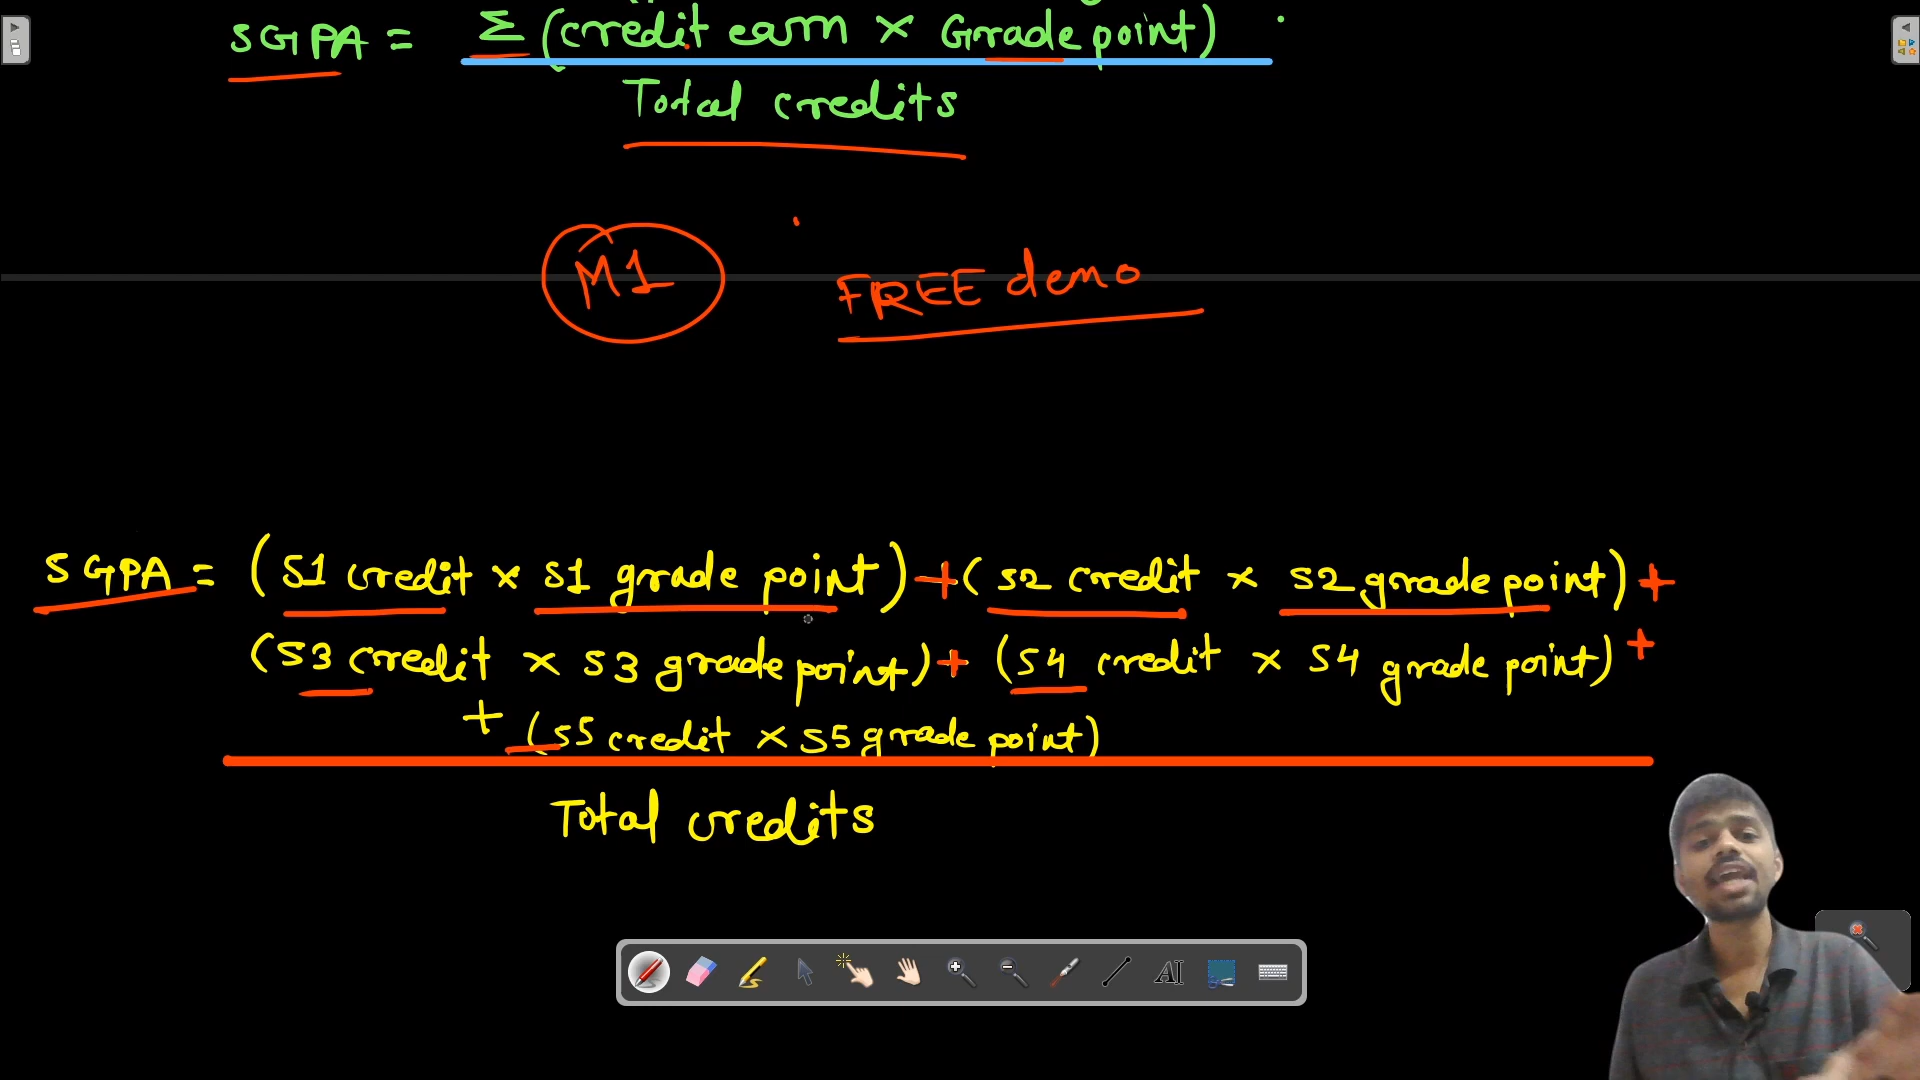 SGPA = Σ (credit earn × Grade point)
Total credits
M1 FREE demo
SGPA = (S1 credit × S1 grade point) + (S2 credit × S2 grade point) +
(S3 credit × S3 grade point) + (S4 credit × S4 grade point) +
+ (S5 credit × S5 grade point)
Total credits
AI